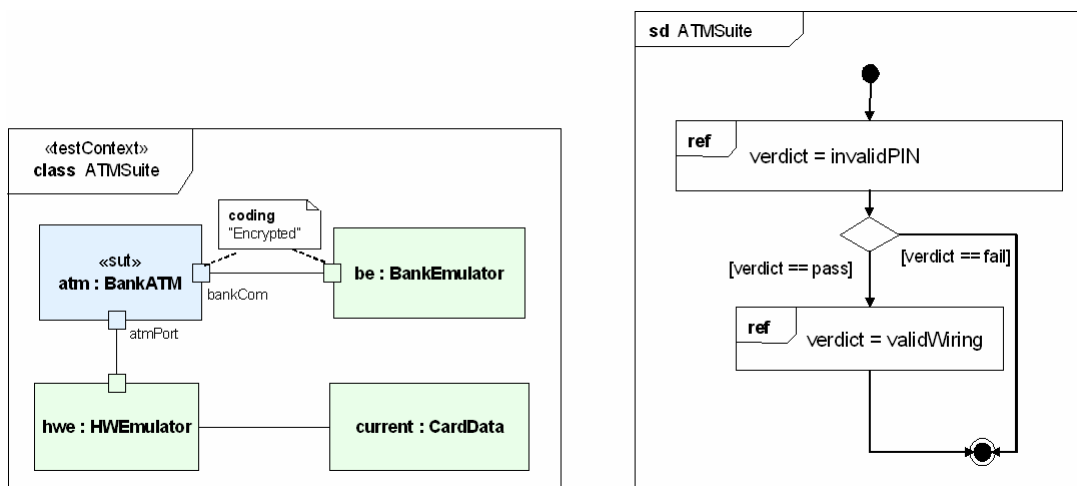 «testContext»
class ATMSuite
coding
"Encrypted"
«sut»
atm : BankATM
bankCom
be : BankEmulator
atmPort
hwe : HWEmulator
current : CardData
sd ATMSuite
ref
verdict = invalidPIN
[verdict == pass]
[verdict == fail]
ref
verdict = validWiring